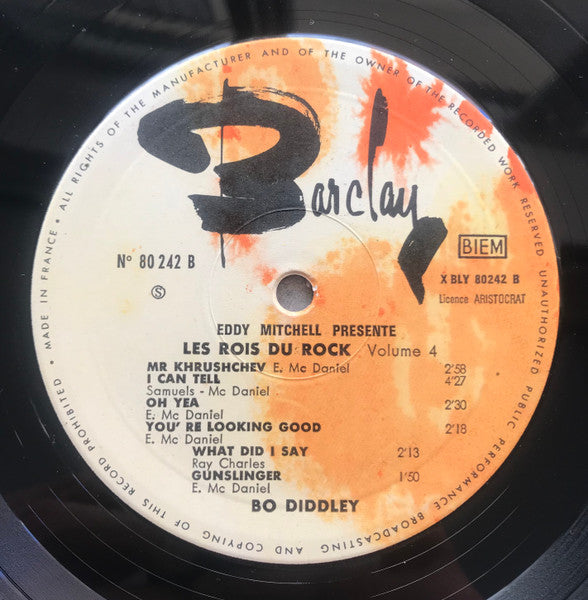 ALL RIGHTS OF THE MANUFACTURER AND OF THE OWNER OF THE RECORDED WORK RESERVED UNAUTHORIZED PUBLIC PERFORMANCE BROADCASTING AND COPYING OF THIS RECORD PROHIBITED • MADE IN FRANCE •
Barclay
Nº 80 242 B
BIEM
S
X BLY 80242 B
Licence ARISTOCRAT
EDDY MITCHELL PRESENTE
LES ROIS DU ROCK Volume 4
MR KHRUSHCHEV E. Mc Daniel 2'58
I CAN TELL 4'27
Samuels - Mc Daniel
OH YEA 2'30
E. Mc Daniel
YOU'RE LOOKING GOOD 2'18
E. Mc Daniel
WHAT DID I SAY 2'13
Ray Charles
GUNSLINGER 1'50
E. Mc Daniel
BO DIDDLEY